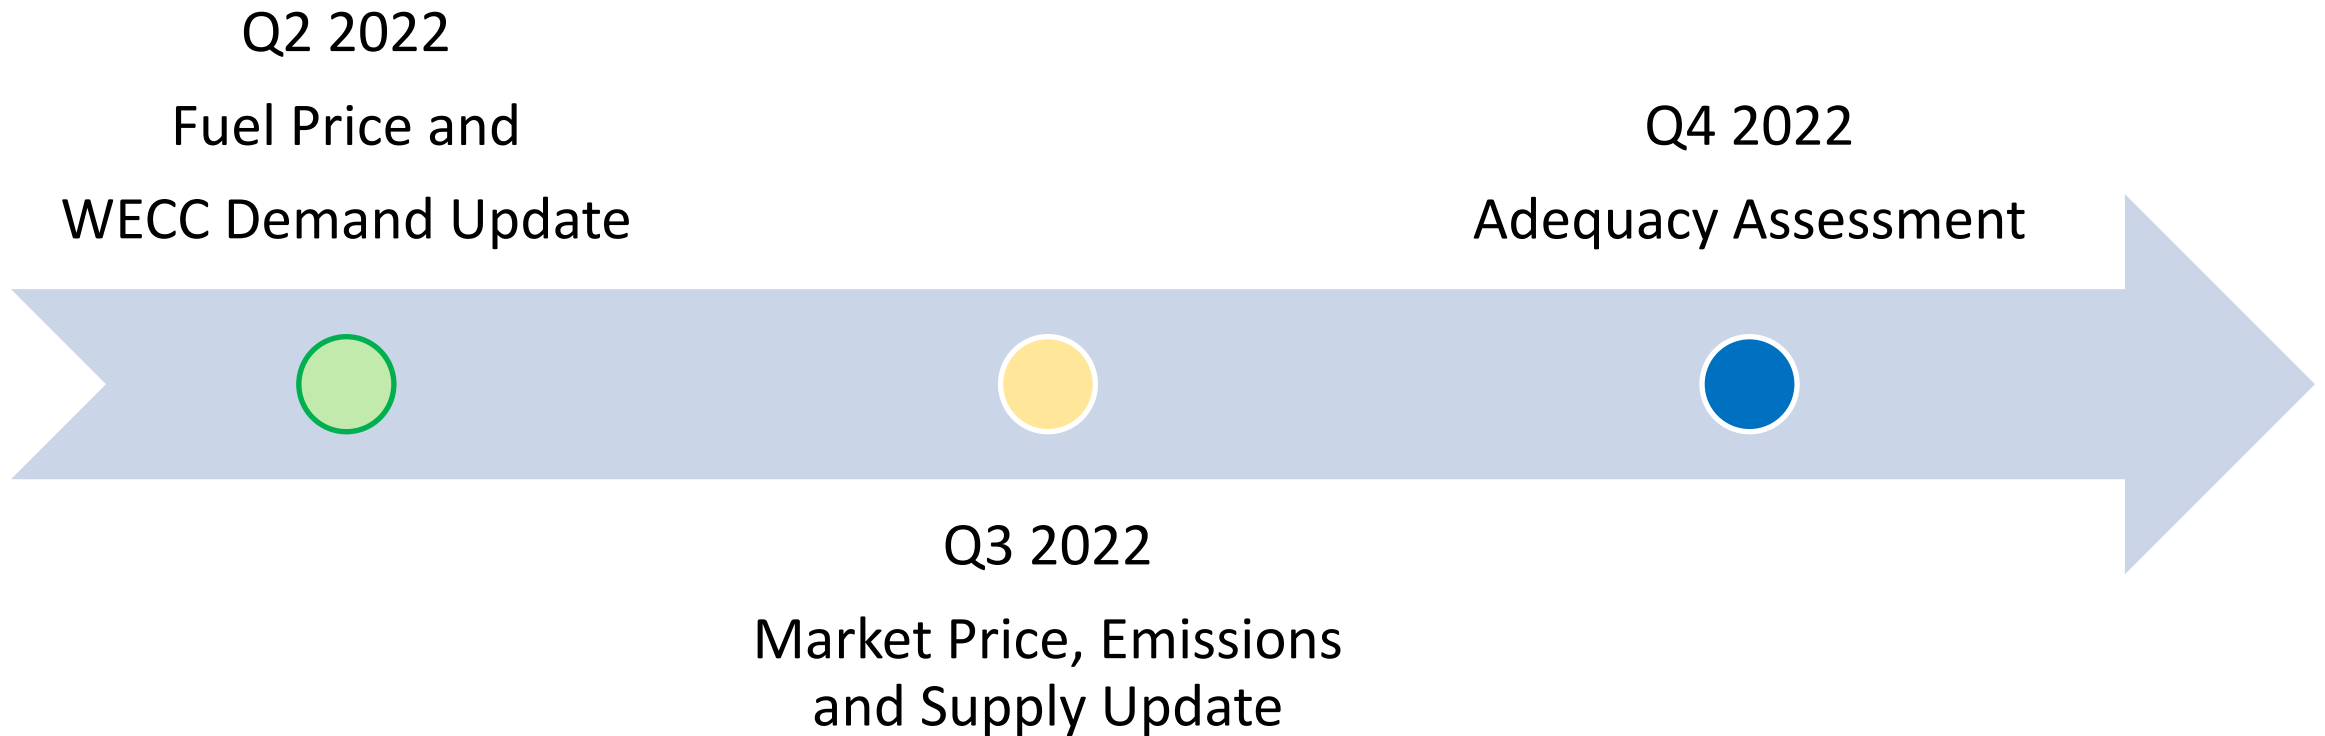 Q2 2022
Fuel Price and
WECC Demand Update
Q3 2022
Market Price, Emissions
and Supply Update
Q4 2022
Adequacy Assessment